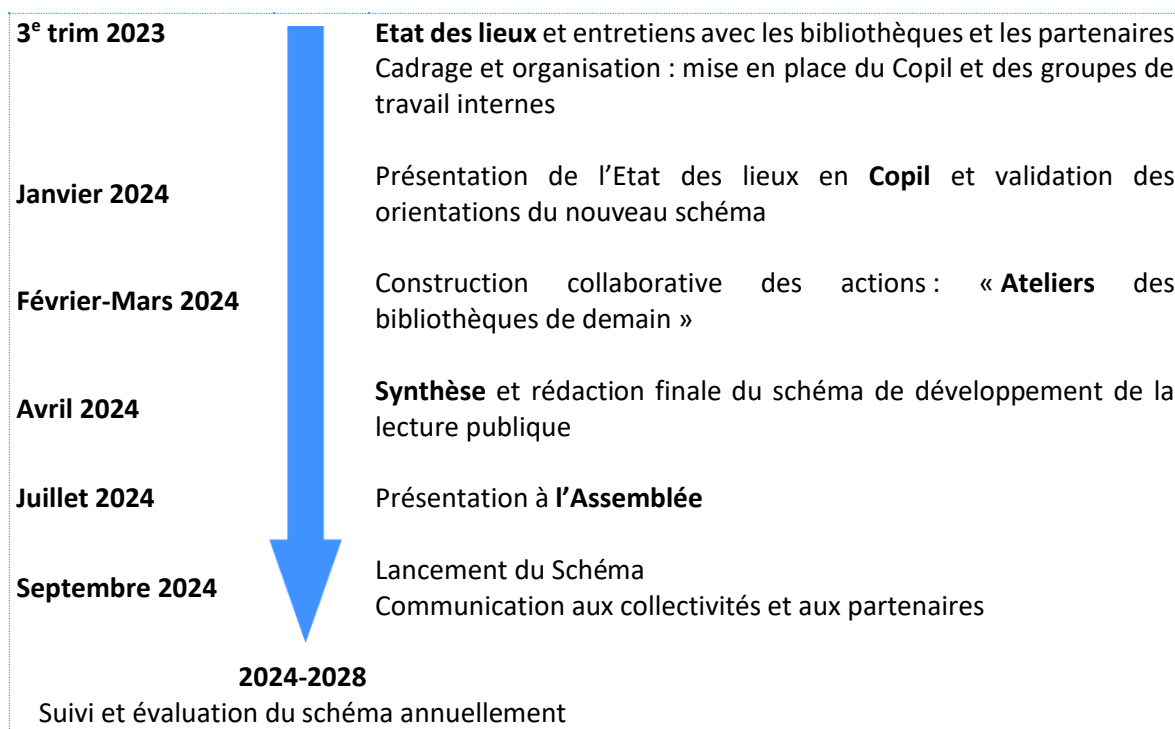 3e trim 2023
Etat des lieux et entretiens avec les bibliothèques et les partenaires
Cadrage et organisation : mise en place du Copil et des groupes de
travail internes
Janvier 2024
Présentation de l’Etat des lieux en Copil et validation des
orientations du nouveau schéma
Février-Mars 2024
Construction collaborative des actions : « Ateliers des
bibliothèques de demain »
Avril 2024
Synthèse et rédaction finale du schéma de développement de la
lecture publique
Juillet 2024
Présentation à l’Assemblée
Septembre 2024
Lancement du Schéma
Communication aux collectivités et aux partenaires
2024-2028
Suivi et évaluation du schéma annuellement